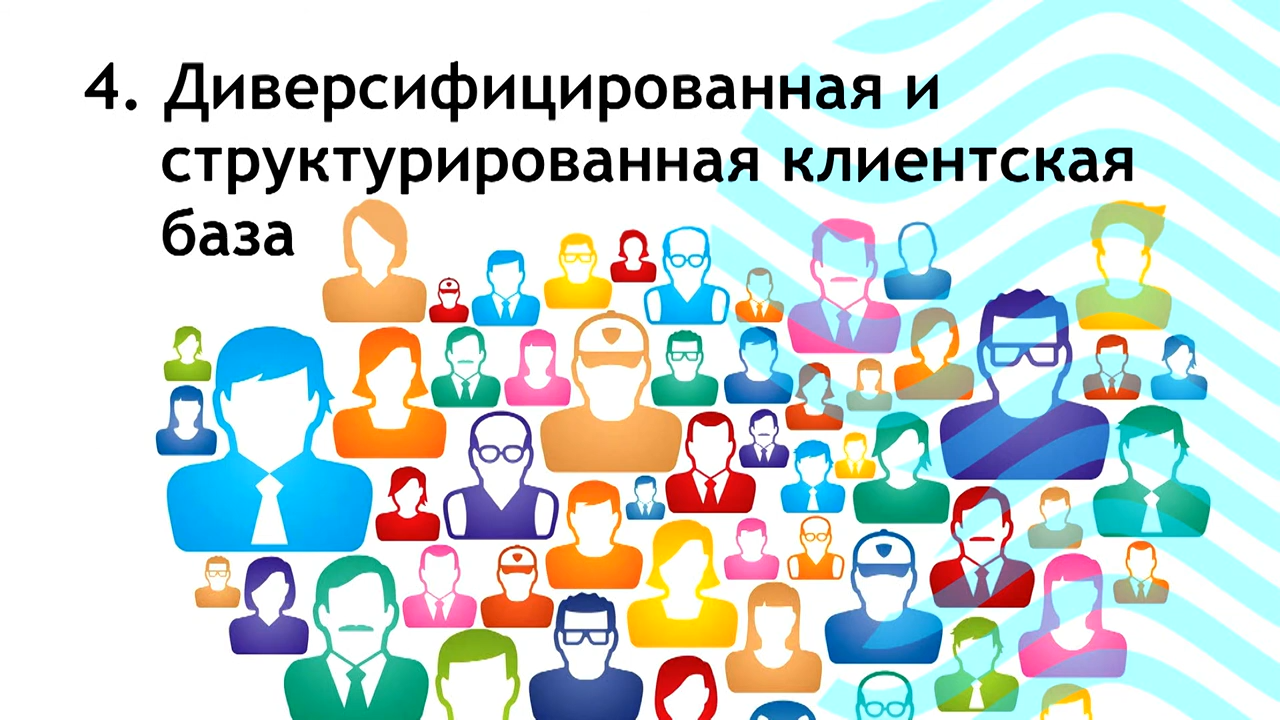 4. Диверсифицированная и
структурированная клиентская
база